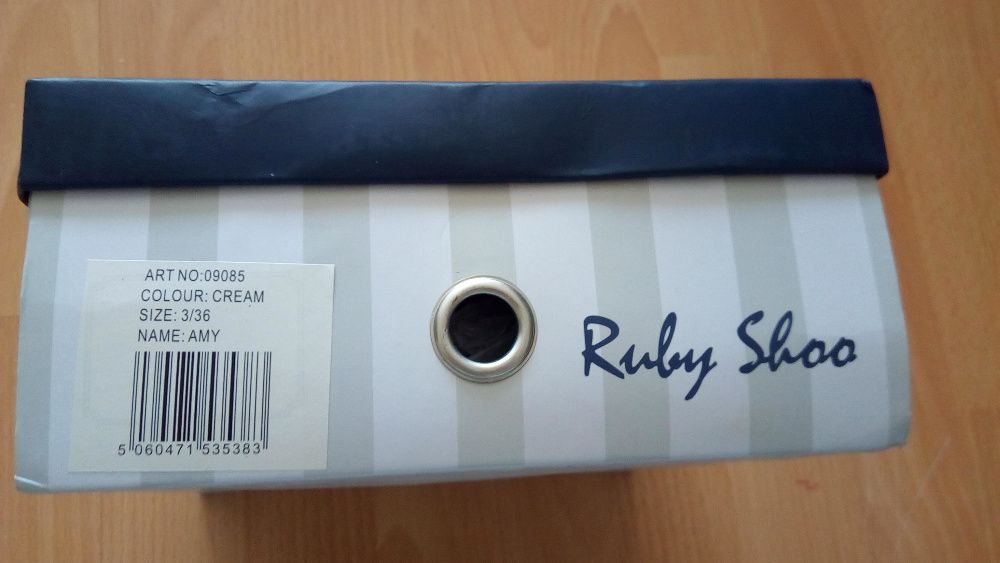 ART NO:09085
COLOUR: CREAM
SIZE: 3/36
NAME: AMY
5 060471 535383
Ruby Shoo